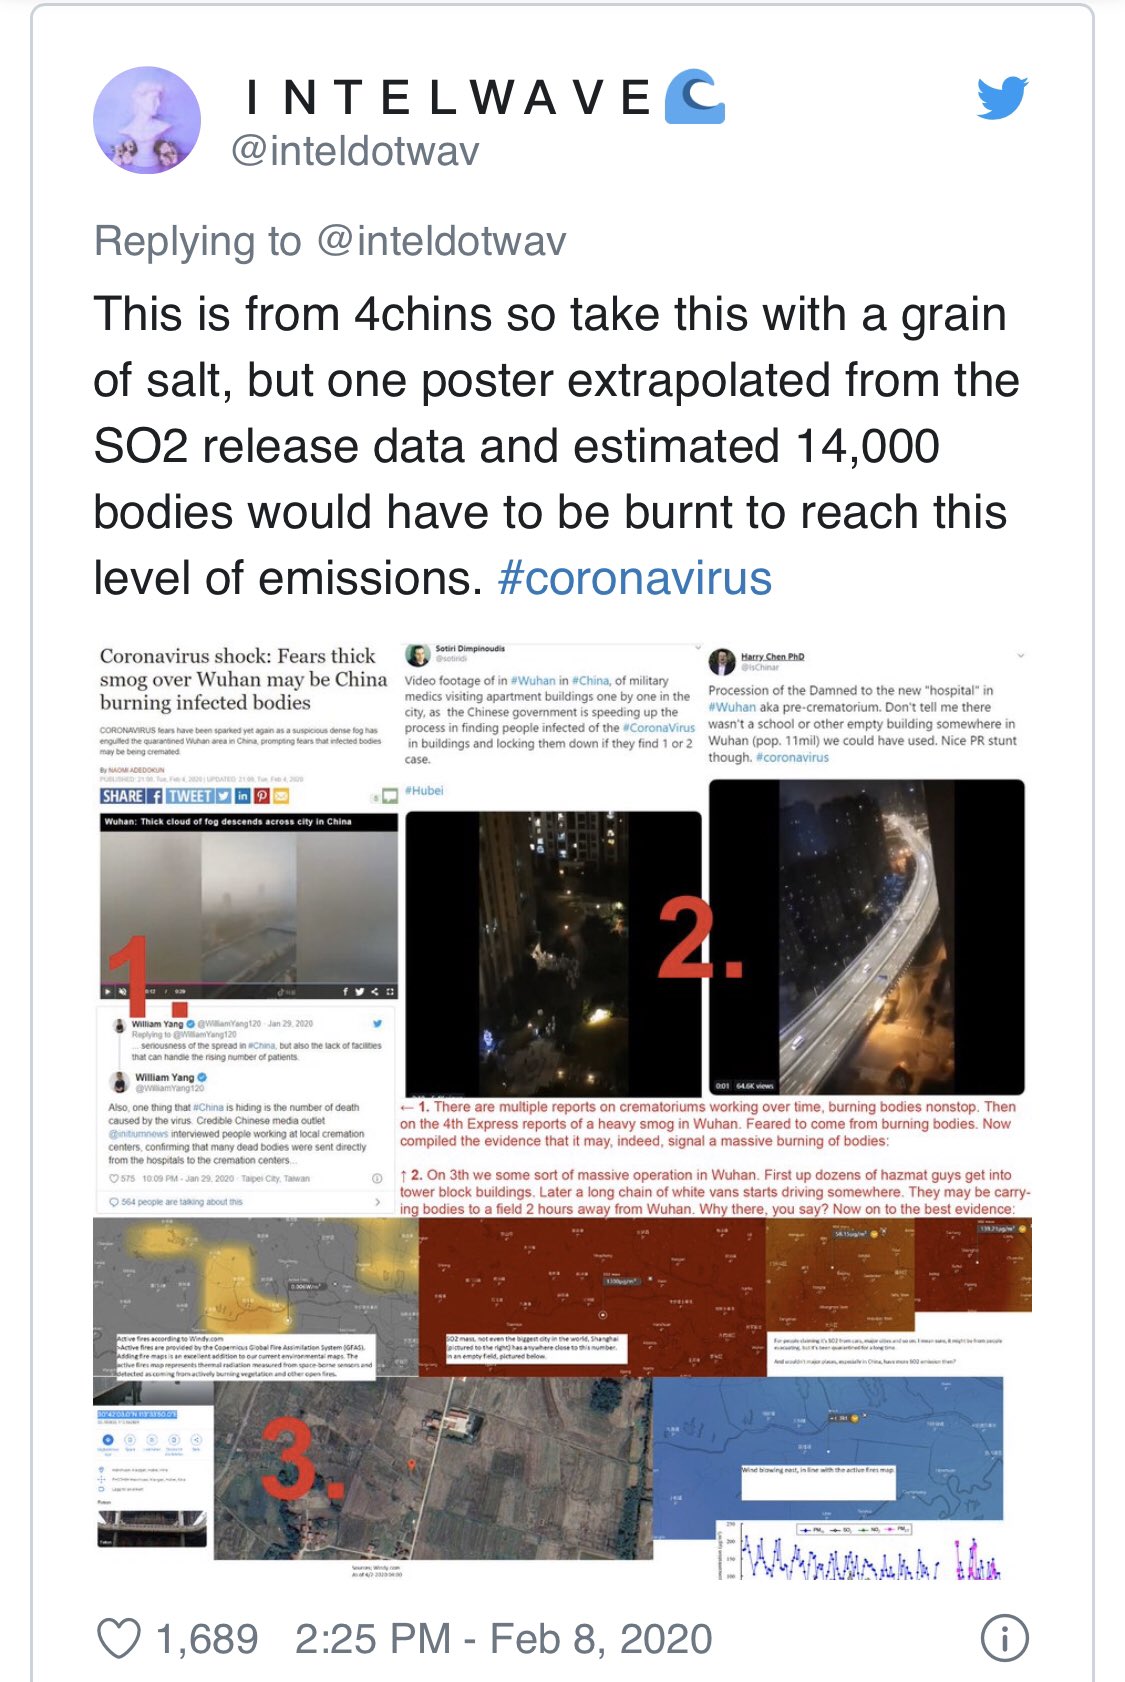 I N T E L W A V E
@inteldotwav
Replying to @inteldotwav
This is from 4chins so take this with a grain
of salt, but one poster extrapolated from the
SO2 release data and estimated 14,000
bodies would have to be burnt to reach this
level of emissions. #coronavirus
Coronavirus shock: Fears thick
smog over Wuhan may be China
burning infected bodies
CORONAVIRUS fears have been sparked yet again as a suspicious dense fog has
engulfed the quarantined Wuhan area in China, prompting fears that infected bodies
may be being cremated.
By NAOMI ADEDOKUN
PUBLISHED: 21:00, Tue, Feb 4, 2020 | UPDATED: 21:00, Tue, Feb 4, 2020
SHARE TWEET
Wuhan: Thick cloud of fog descends across city in China
1.
William Yang @WilliamYang120 · Jan 29, 2020
Replying to @WilliamYang120
... seriousness of the spread in #China, but also the lack of facilities
that can handle the rising number of patients.
William Yang
@WilliamYang120
Also, one thing that #China is hiding is the number of death
caused by the virus. Credible Chinese media outlet
@initiumnews interviewed people working at local cremation
centers, confirming that many dead bodies were sent directly
from the hospitals to the cremation centers...
575 10:09 PM - Jan 29, 2020 · Taipei City, Taiwan
564 people are talking about this
Sotiri Dimpinoudis
@sotiridi
Video footage of in #Wuhan in #China, of military
medics visiting apartment buildings one by one in the
city, as the Chinese government is speeding up the
process in finding people infected of the #CoronaVirus
in buildings and locking them down if they find 1 or 2
case.
#Hubei
Harry Chen PhD
@IsChinar
Procession of the Damned to the new "hospital" in
#Wuhan aka pre-crematorium. Don't tell me there
wasn't a school or other empty building somewhere in
Wuhan (pop. 11mil) we could have used. Nice PR stunt
though. #coronavirus
2.
0:01 64.6K views
← 1. There are multiple reports on crematoriums working over time, burning bodies nonstop. Then
on the 4th Express reports of a heavy smog in Wuhan. Feared to come from burning bodies. Now
compiled the evidence that it may, indeed, signal a massive burning of bodies:
↑ 2. On 3th we some sort of massive operation in Wuhan. First up dozens of hazmat guys get into
tower block buildings. Later a long chain of white vans starts driving somewhere. They may be carry-
ing bodies to a field 2 hours away from Wuhan. Why there, you say? Now on to the best evidence:
Active fires according to Windy.com
>Active fires are provided by the Copernicus Global Fire Assimilation System (GFAS).
Adding fire maps is an excellent addition to our current environmental maps. The
active fires map represents thermal radiation measured from space-borne sensors and
detected as coming from actively burning vegetation and other open fires.
SO2 mass, not even the biggest city in the world, Shanghai
(pictured to the right) has anywhere close to this number.
In an empty field, pictured below.
For people claiming it's SO2 from cars, major cities and so on, I mean sure, it might be from people
evacuating, but it's been quarantined for a long time.
And wouldn't major places, especially in China, have more SO2 emission then?
3.
Wind blowing east, in line with the active fires map
Sources: Windy.com
1,689 2:25 PM - Feb 8, 2020